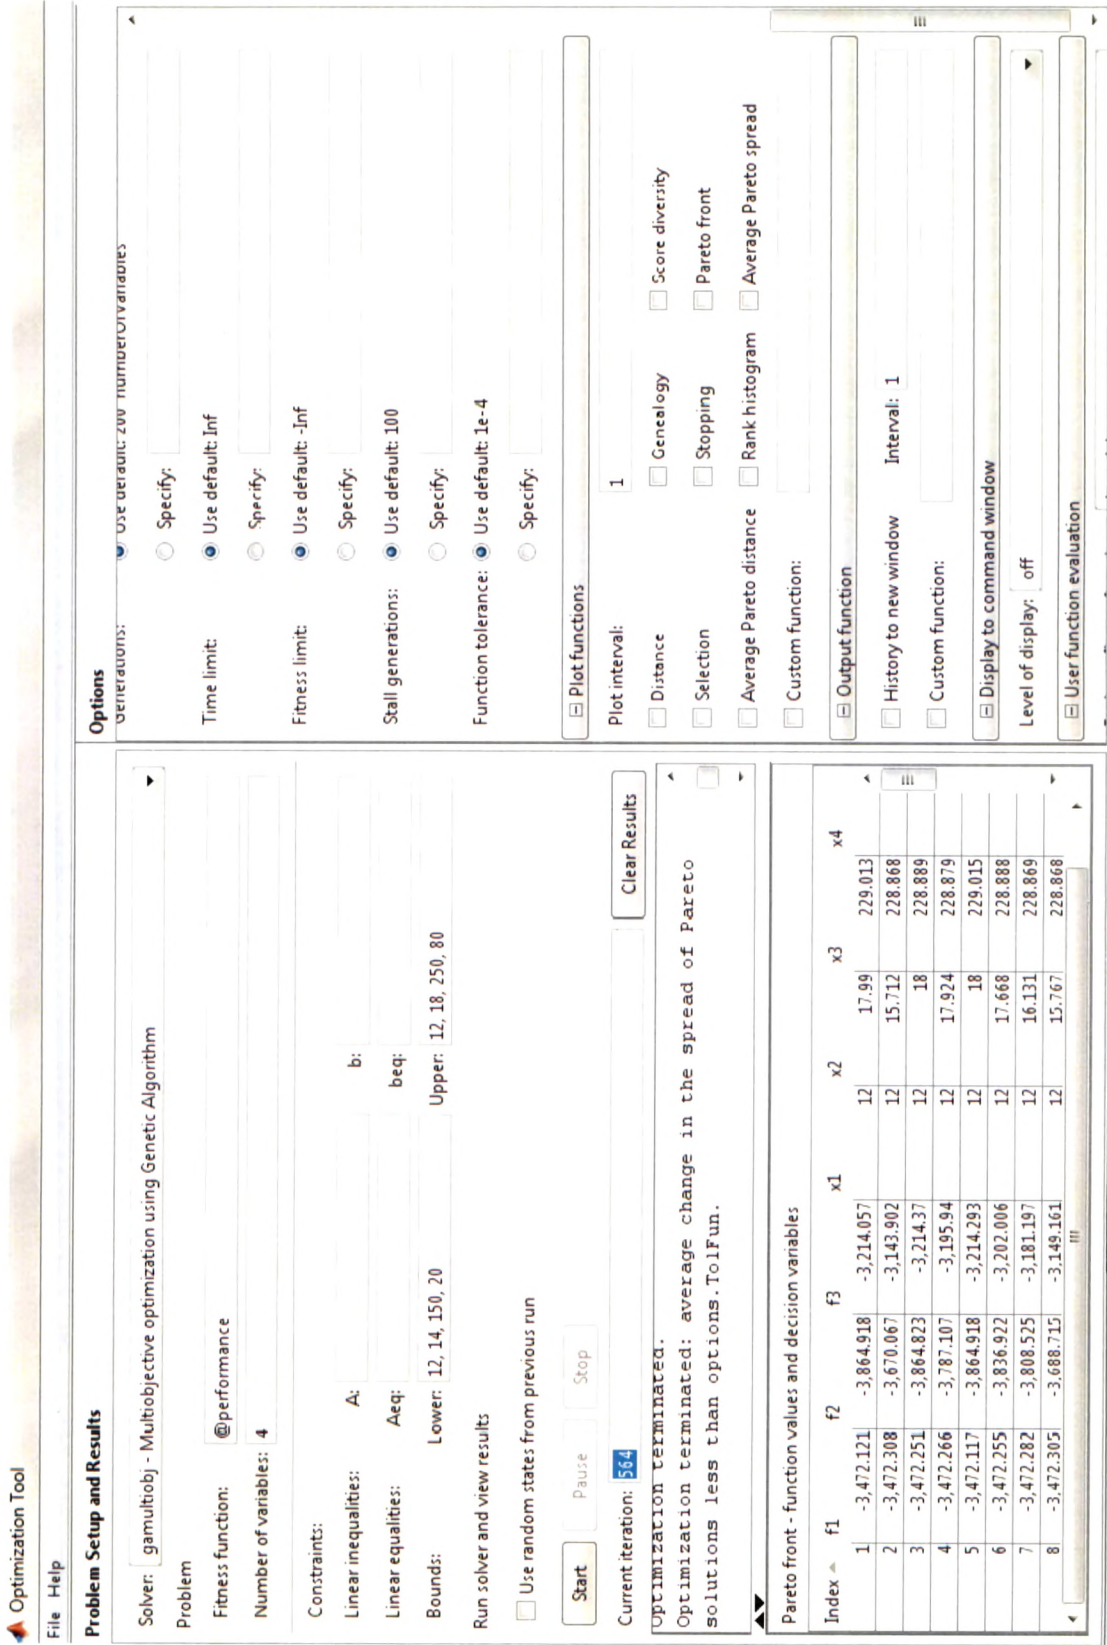 Optimization Tool
File Help
Problem Setup and Results
Solver: gamultiobj - Multiobjective optimization using Genetic Algorithm
Problem
Fitness function: @performance
Number of variables: 4
Constraints:
Linear inequalities: A: b:
Linear equalities: Aeq: beq:
Bounds: Lower: 12, 14, 150, 20 Upper: 12, 18, 250, 80
Run solver and view results
Use random states from previous run
Start Pause Stop
Current iteration: 564 Clear Results
Optimization terminated.
Optimization terminated: average change in the spread of Pareto
solutions less than options.TolFun.
Pareto front - function values and decision variables
Index f1 f2 f3 x1 x2 x3 x4
1 -3,472.121 -3,864.918 -3,214.057 12 17.99 229.013
2 -3,472.308 -3,670.067 -3,143.902 12 15.712 228.868
3 -3,472.251 -3,864.823 -3,214.37 12 18 228.889
4 -3,472.266 -3,787.107 -3,195.94 12 17.924 228.879
5 -3,472.117 -3,864.918 -3,214.293 12 18 229.015
6 -3,472.255 -3,836.922 -3,202.006 12 17.668 228.888
7 -3,472.282 -3,808.525 -3,181.197 12 16.131 228.869
8 -3,472.305 -3,688.715 -3,149.161 12 15.767 228.868
Options
Generations: Use default: 200*numberOfVariables
Specify:
Time limit: Use default: Inf
Specify:
Fitness limit: Use default: -Inf
Specify:
Stall generations: Use default: 100
Specify:
Function tolerance: Use default: 1e-4
Specify:
Plot functions
Plot interval: 1
Distance Genealogy Score diversity
Selection Stopping Pareto front
Average Pareto distance Rank histogram Average Pareto spread
Custom function:
Output function
History to new window Interval: 1
Custom function:
Display to command window
Level of display: off
User function evaluation